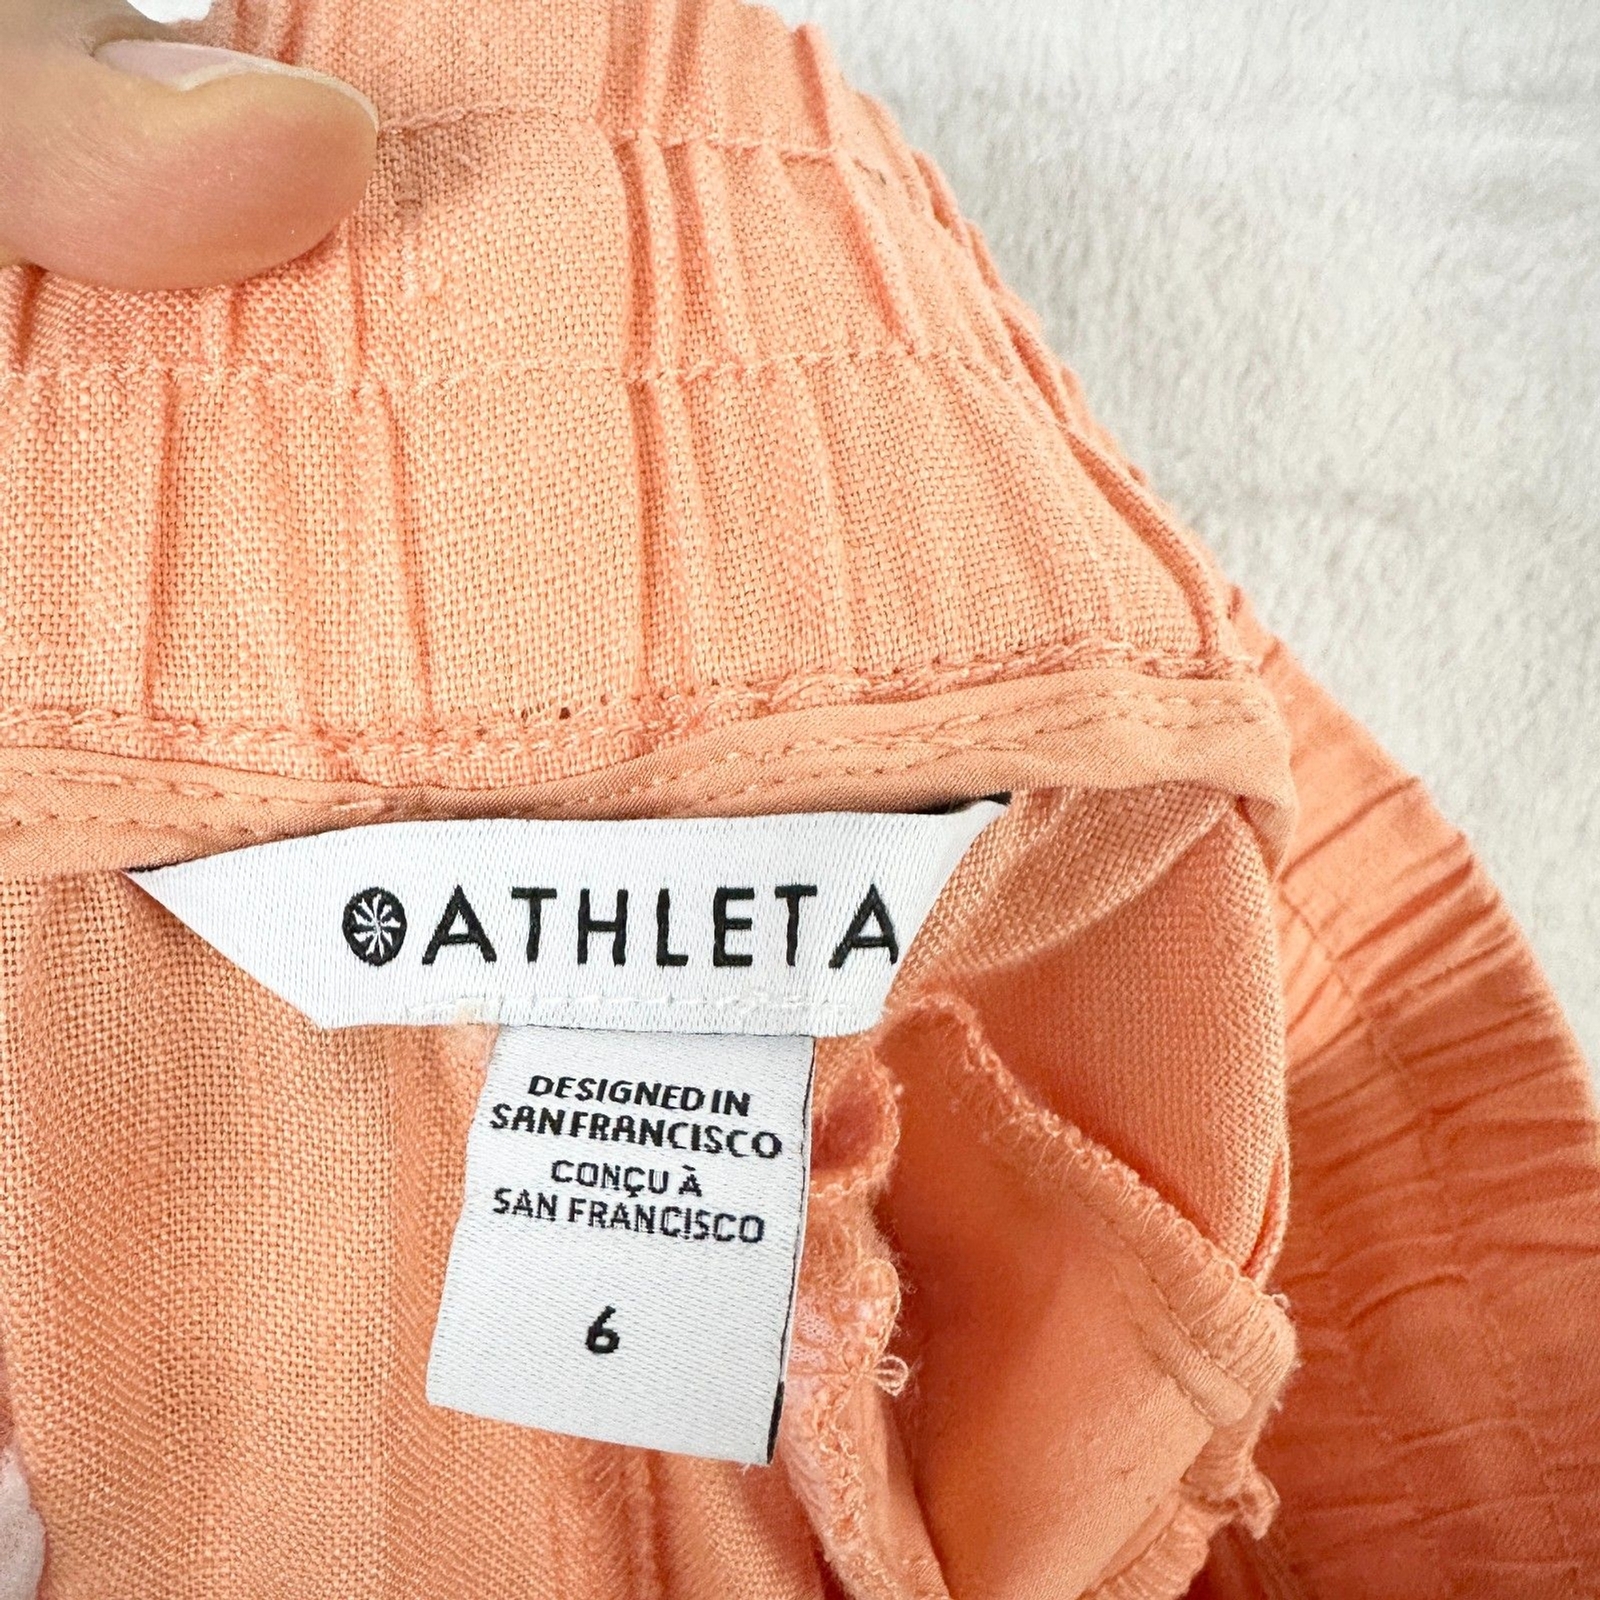 ATHLETA
DESIGNED IN
SAN FRANCISCO
CONÇU À
SAN FRANCISCO
6